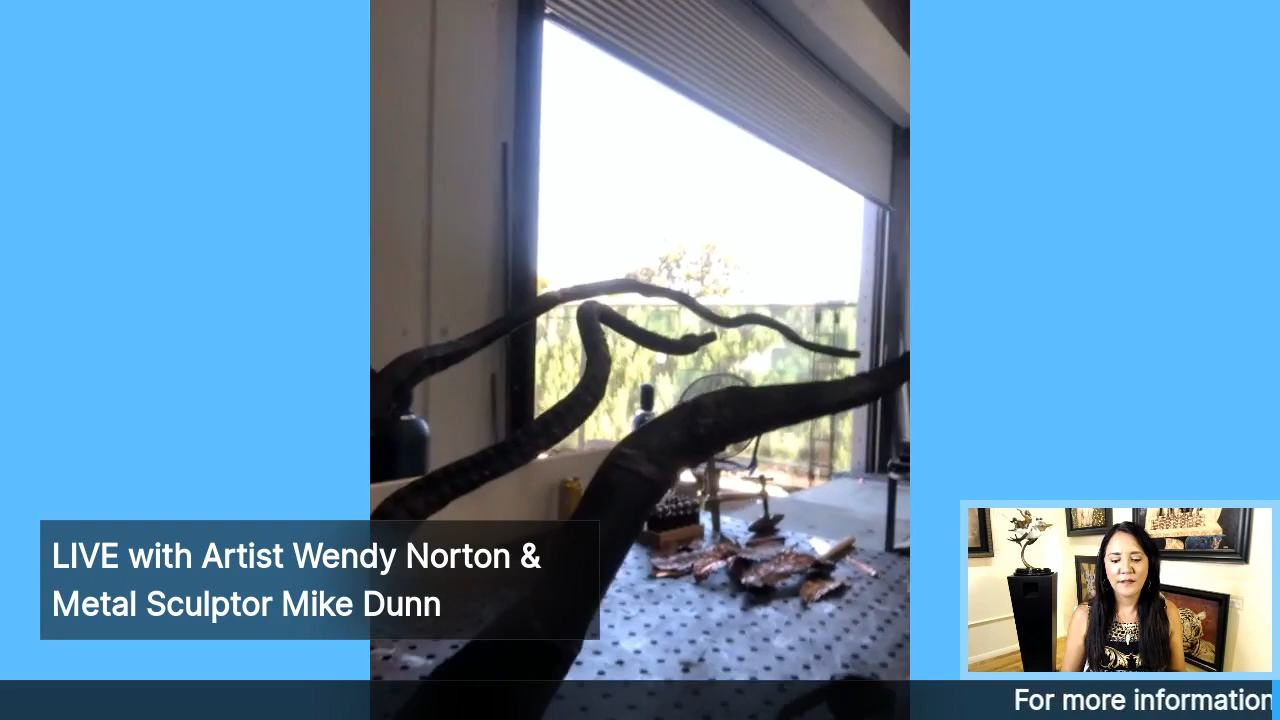 LIVE with Artist Wendy Norton &
Metal Sculptor Mike Dunn
For more information